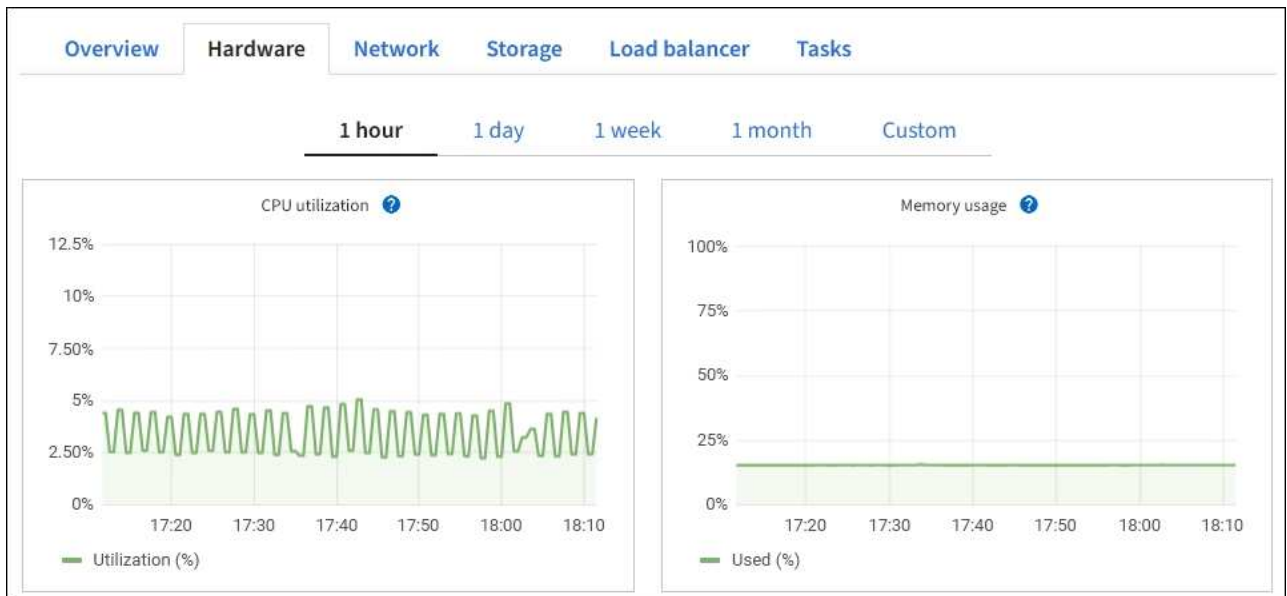 Overview Hardware Network Storage Load balancer Tasks
1 hour 1 day 1 week 1 month Custom
CPU utilization ?
12.5%
10%
7.50%
5%
2.50%
0%
17:20 17:30 17:40 17:50 18:00 18:10
Utilization (%)
Memory usage ?
100%
75%
50%
25%
0%
17:20 17:30 17:40 17:50 18:00 18:10
Used (%)